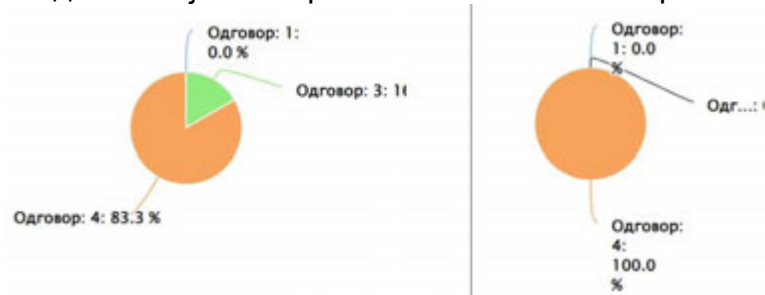 Одговор: 1:
0.0 %
Одговор: 3: 16
Одговор: 4: 83.3 %
Одговор:
1: 0.0
%
Одг...:
Одговор:
4:
100.0
%